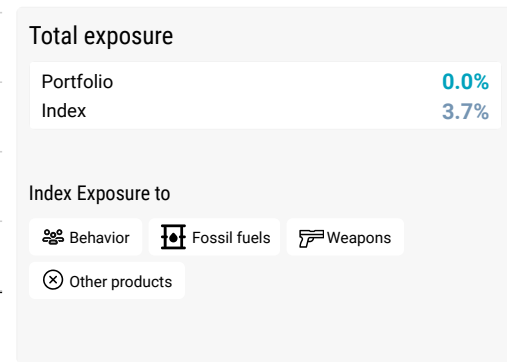 Total exposure
Portfolio 0.0%
Index 3.7%
Index Exposure to
Behavior Fossil fuels Weapons
Other products